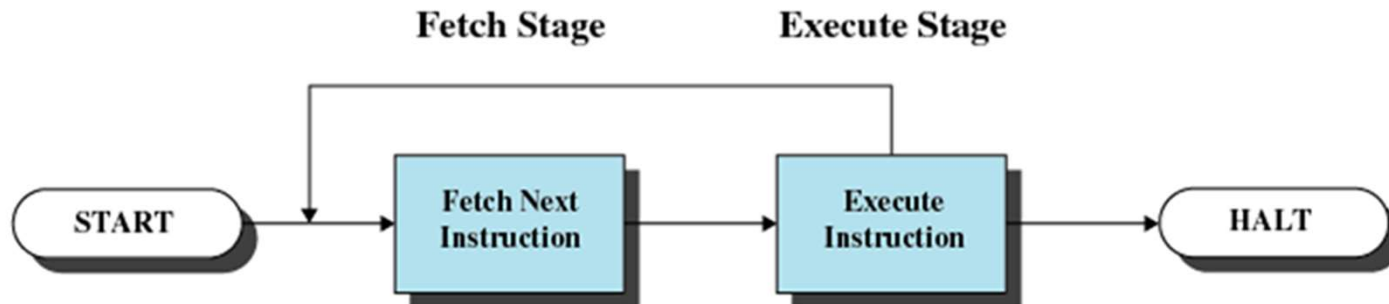 Fetch Stage
Execute Stage
START
Fetch Next
Instruction
Execute
Instruction
HALT